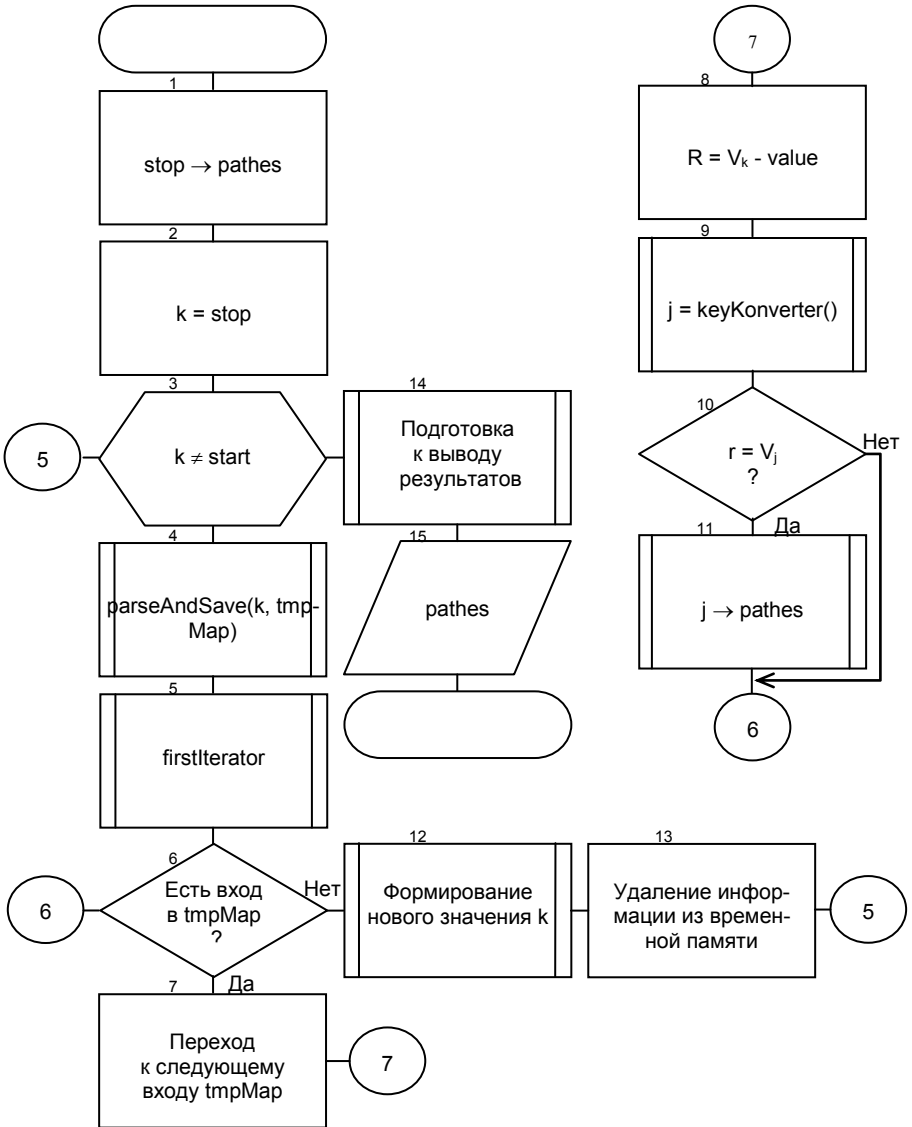 1
stop → pathes
2
k = stop
3
5
k ≠ start
14
Подготовка
к выводу
результатов
4
parseAndSave(k, tmp-
Map)
15
pathes
5
firstIterator
6
6
Есть вход
в tmpMap
?
Нет
Да
12
Формирование
нового значения k
13
Удаление инфор-
мации из времен-
ной памяти
5
7
Переход
к следующему
входу tmpMap
7
7
8
R = Vk - value
9
j = keyKonverter()
10
r = Vj
?
Нет
Да
11
j → pathes
6